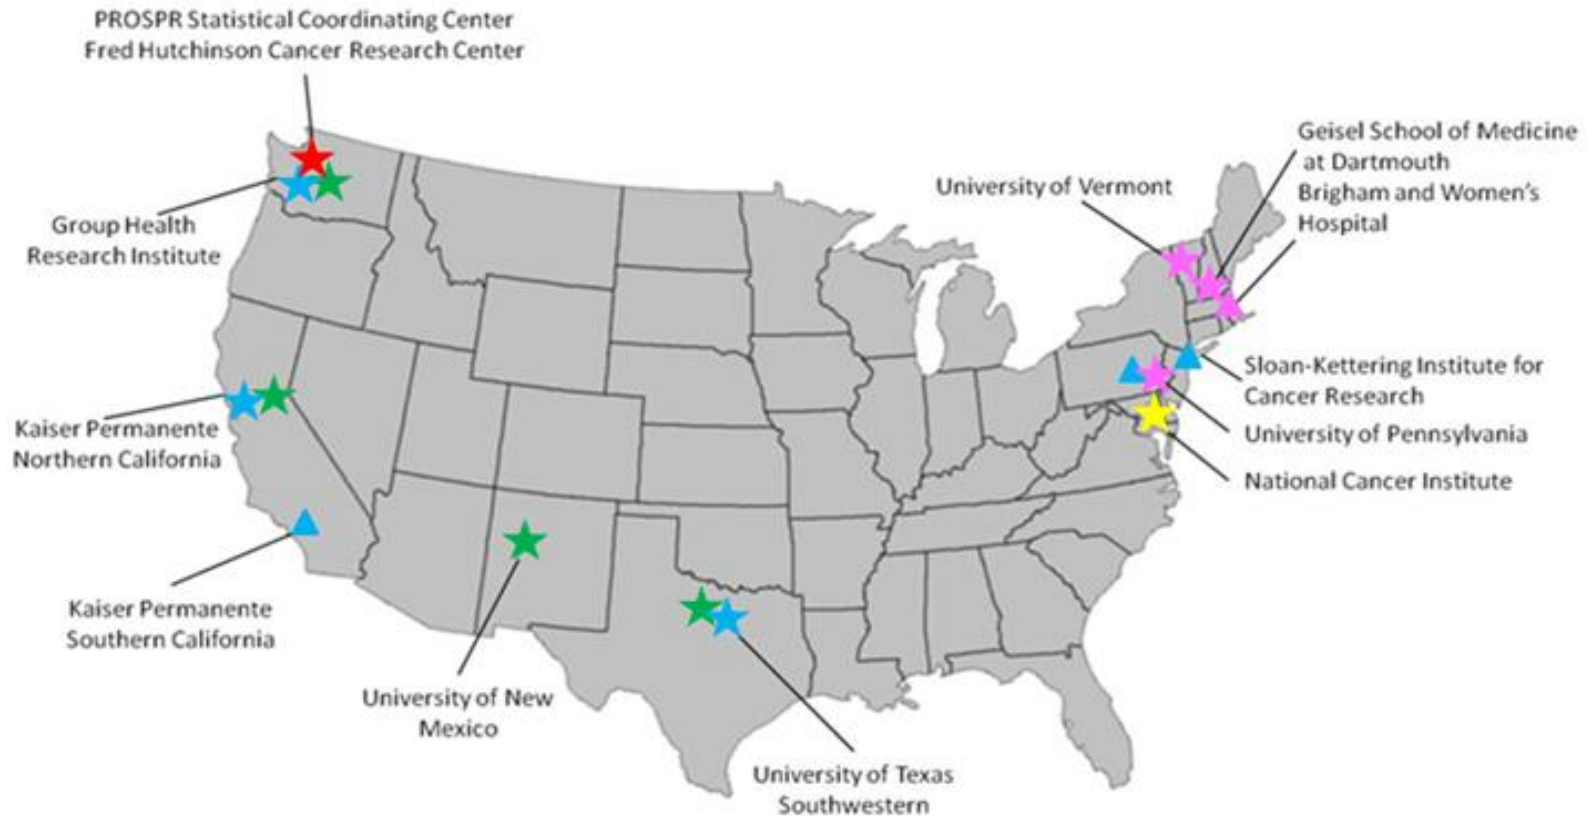 PROSPR Statistical Coordinating Center
Fred Hutchinson Cancer Research Center
Geisel School of Medicine
at Dartmouth
Brigham and Women's
Hospital
University of Vermont
Group Health
Research Institute
Sloan-Kettering Institute for
Cancer Research
University of Pennsylvania
National Cancer Institute
Kaiser Permanente
Northern California
Kaiser Permanente
Southern California
University of New
Mexico
University of Texas
Southwestern